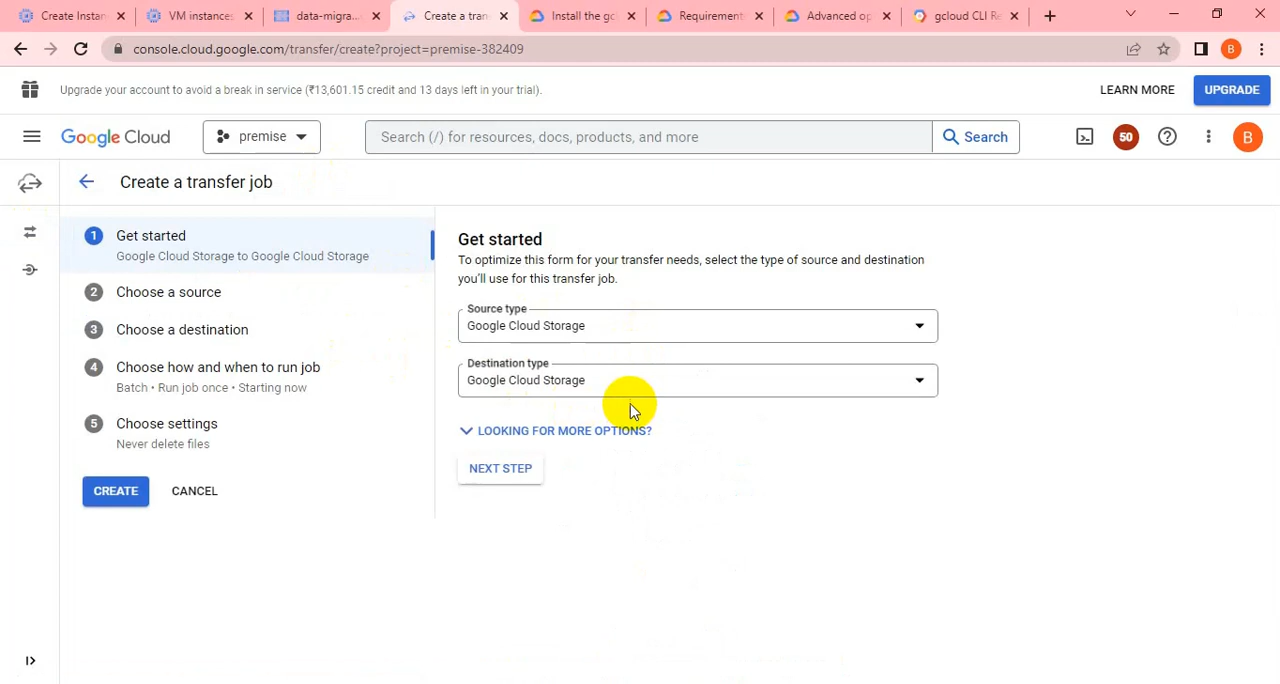 Create Instan
VM instances
data-migra
Create a tran
Install the gcl
Requirement
Advanced op
gcloud CLI Re
console.cloud.google.com/transfer/create?project=premise-382409
B
Upgrade your account to avoid a break in service (₹13,601.15 credit and 13 days left in your trial).
LEARN MORE
UPGRADE
Google Cloud
premise
Search (/) for resources, docs, products, and more
Search
50
B
Create a transfer job
1 Get started
Google Cloud Storage to Google Cloud Storage
2 Choose a source
3 Choose a destination
4 Choose how and when to run job
Batch • Run job once • Starting now
5 Choose settings
Never delete files
CREATE
CANCEL
Get started
To optimize this form for your transfer needs, select the type of source and destination
you'll use for this transfer job.
Source type
Google Cloud Storage
Destination type
Google Cloud Storage
LOOKING FOR MORE OPTIONS?
NEXT STEP